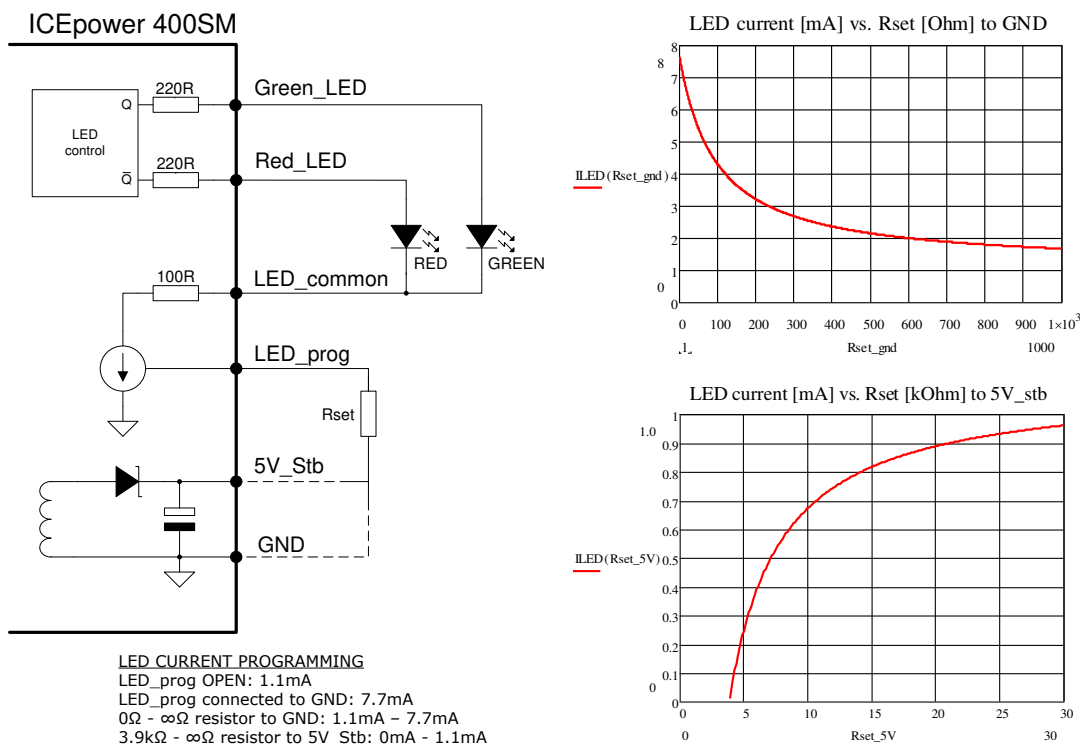 ICEpower 400SM
LED control
Q
Q̅
220R
220R
100R
Green_LED
Red_LED
RED
GREEN
LED_common
LED_prog
Rset
5V_Stb
GND
LED CURRENT PROGRAMMING
LED_prog OPEN: 1.1mA
LED_prog connected to GND: 7.7mA
0Ω - ∞Ω resistor to GND: 1.1mA – 7.7mA
3.9kΩ - ∞Ω resistor to 5V_Stb: 0mA - 1.1mA
LED current [mA] vs. Rset [Ohm] to GND
8
8
7
6
5
ILED(Rset_gnd) 4
3
2
1
0
0
0 100 200 300 400 500 600 700 800 900 1×10³
.1. Rset_gnd 1000
LED current [mA] vs. Rset [kOhm] to 5V_stb
1
1.0
0.9
0.8
0.7
0.6
ILED(Rset_5V) 0.5
0.4
0.3
0.2
0.1
0
0
0 5 10 15 20 25 30
0 Rset_5V 30